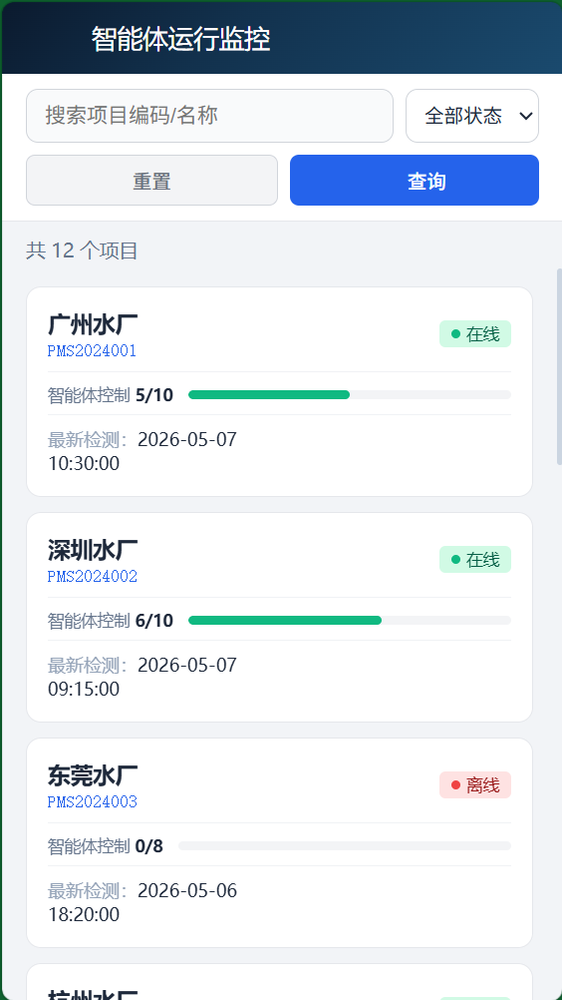 智能体运行监控
搜索项目编码/名称
全部状态
重置
查询
共 12 个项目
广州水厂
在线
PMS2024001
智能体控制 5/10
最新检测：2026-05-07
10:30:00
深圳水厂
在线
PMS2024002
智能体控制 6/10
最新检测：2026-05-07
09:15:00
东莞水厂
离线
PMS2024003
智能体控制 0/8
最新检测：2026-05-06
18:20:00
杭州水厂